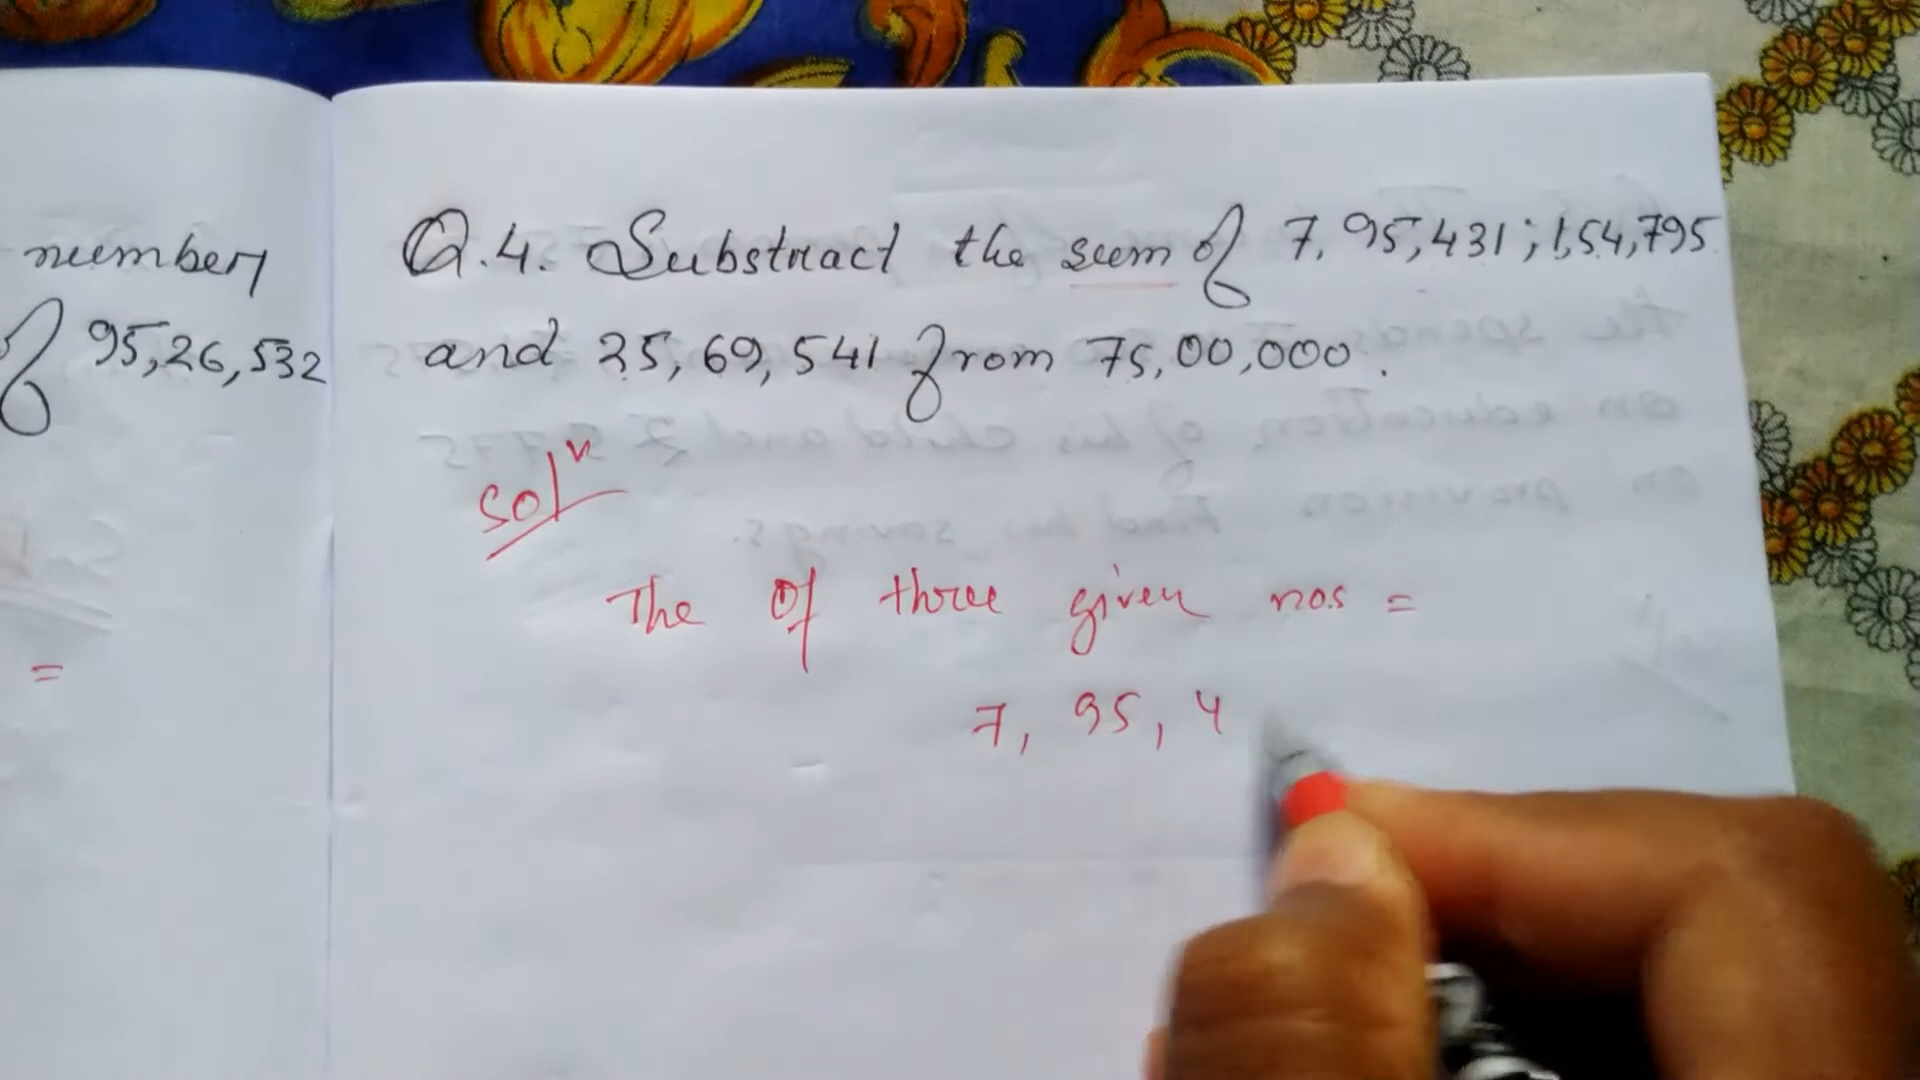 number
of 95,26,532
=
Q.4. Substract the sum of 7,95,431; 1,54,795
and 25,69,541 from 75,00,000.
Solⁿ
The of three given nos =
7, 95, 4